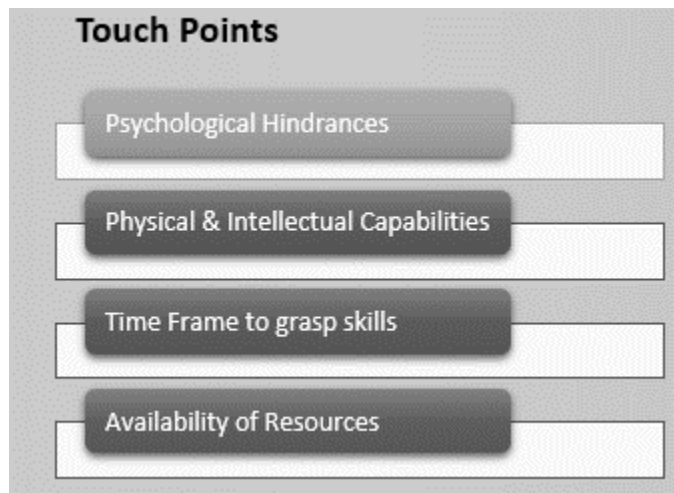 Touch Points
Psychological Hindrances
Physical & Intellectual Capabilities
Time Frame to grasp skills
Availability of Resources